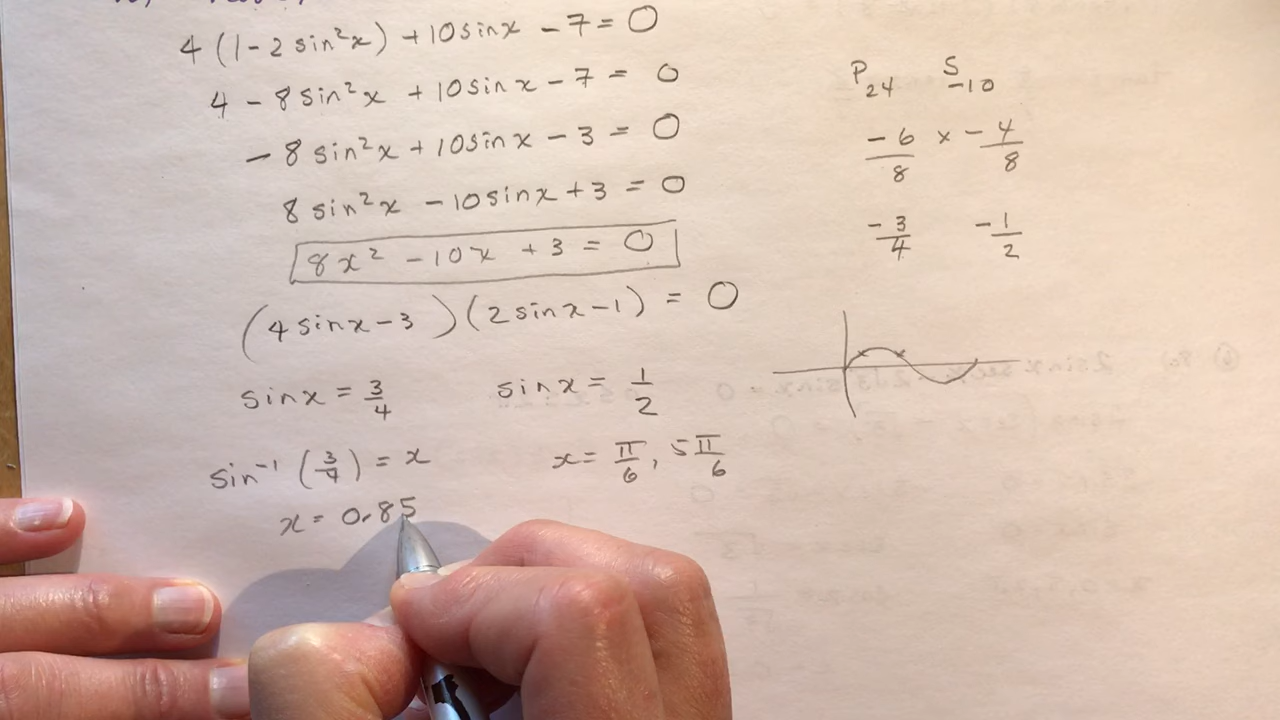 4(1-2sin²x)+10sinx-7=0
4-8sin²x+10sinx-7=0
-8sin²x+10sinx-3=0
8sin²x-10sinx+3=0
8x²-10x+3=0
(4sinx-3)(2sinx-1)=0
sinx=3/4
sinx=1/2
sin⁻¹(3/4)=x
x=π/6, 5π/6
x=0.85
P24 S-10
-6/8 x -4/8
-3/4 -1/2